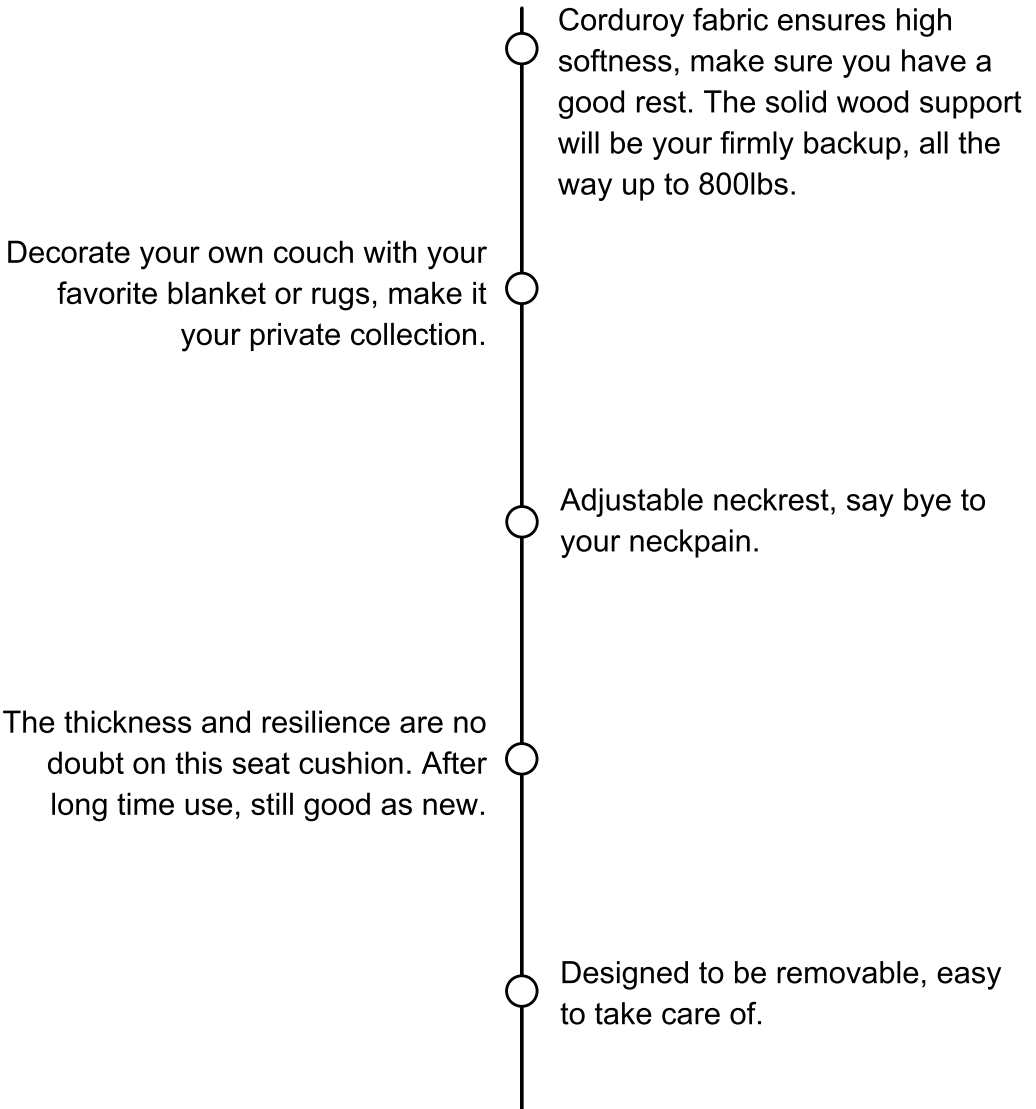 Corduroy fabric ensures high
softness, make sure you have a
good rest. The solid wood support
will be your firmly backup, all the
way up to 800lbs.
Decorate your own couch with your
favorite blanket or rugs, make it
your private collection.
Adjustable neckrest, say bye to
your neckpain.
The thickness and resilience are no
doubt on this seat cushion. After
long time use, still good as new.
Designed to be removable, easy
to take care of.